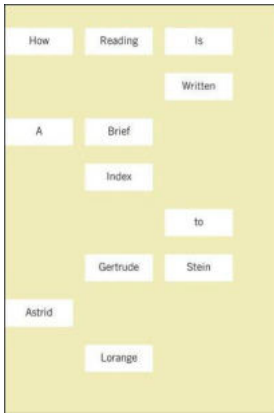 How Reading Is
Written
A Brief
Index
to
Gertrude Stein
Astrid
Lorange